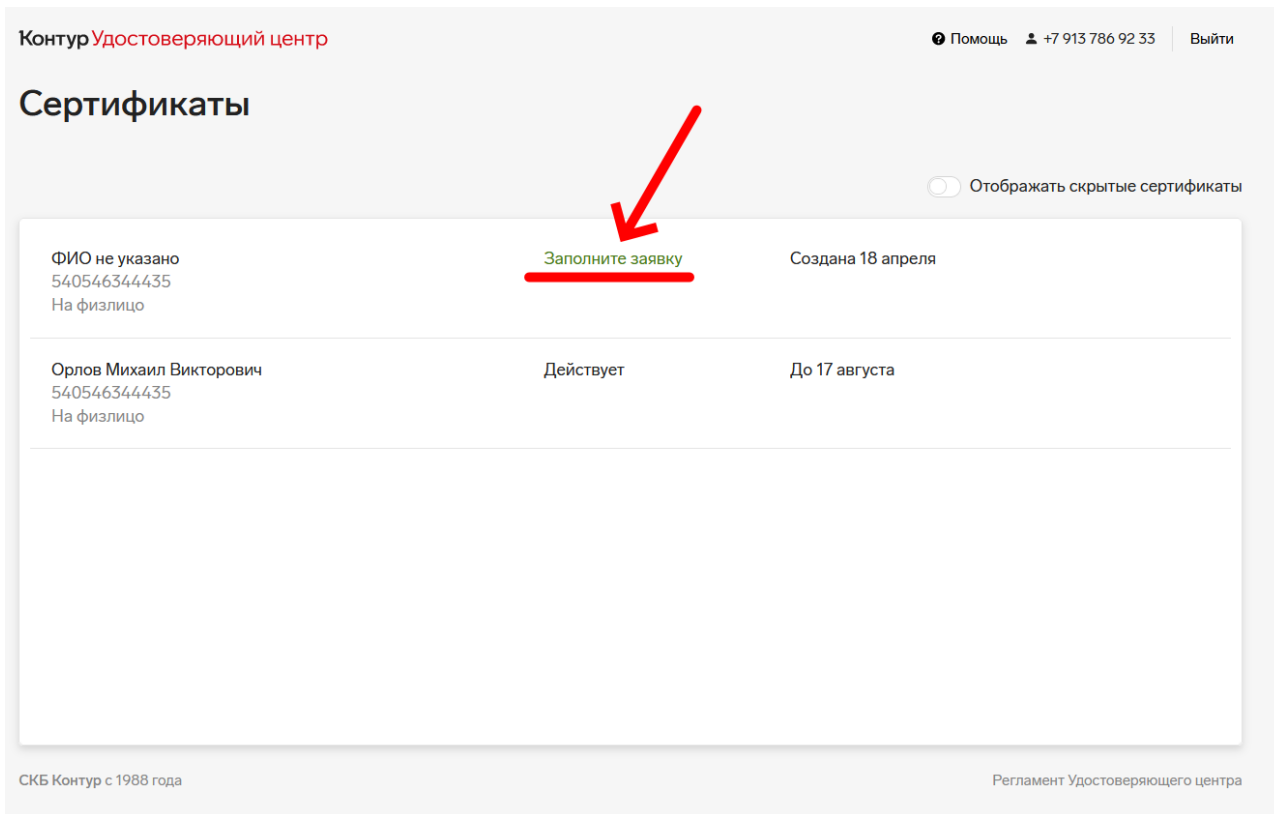 Контур Удостоверяющий центр
Помощь +7 913 786 92 33 Выйти
Сертификаты
Отображать скрытые сертификаты
ФИО не указано Заполните заявку Создана 18 апреля
540546344435
На физлицо
Орлов Михаил Викторович Действует До 17 августа
540546344435
На физлицо
СКБ Контур с 1988 года Регламент Удостоверяющего центра